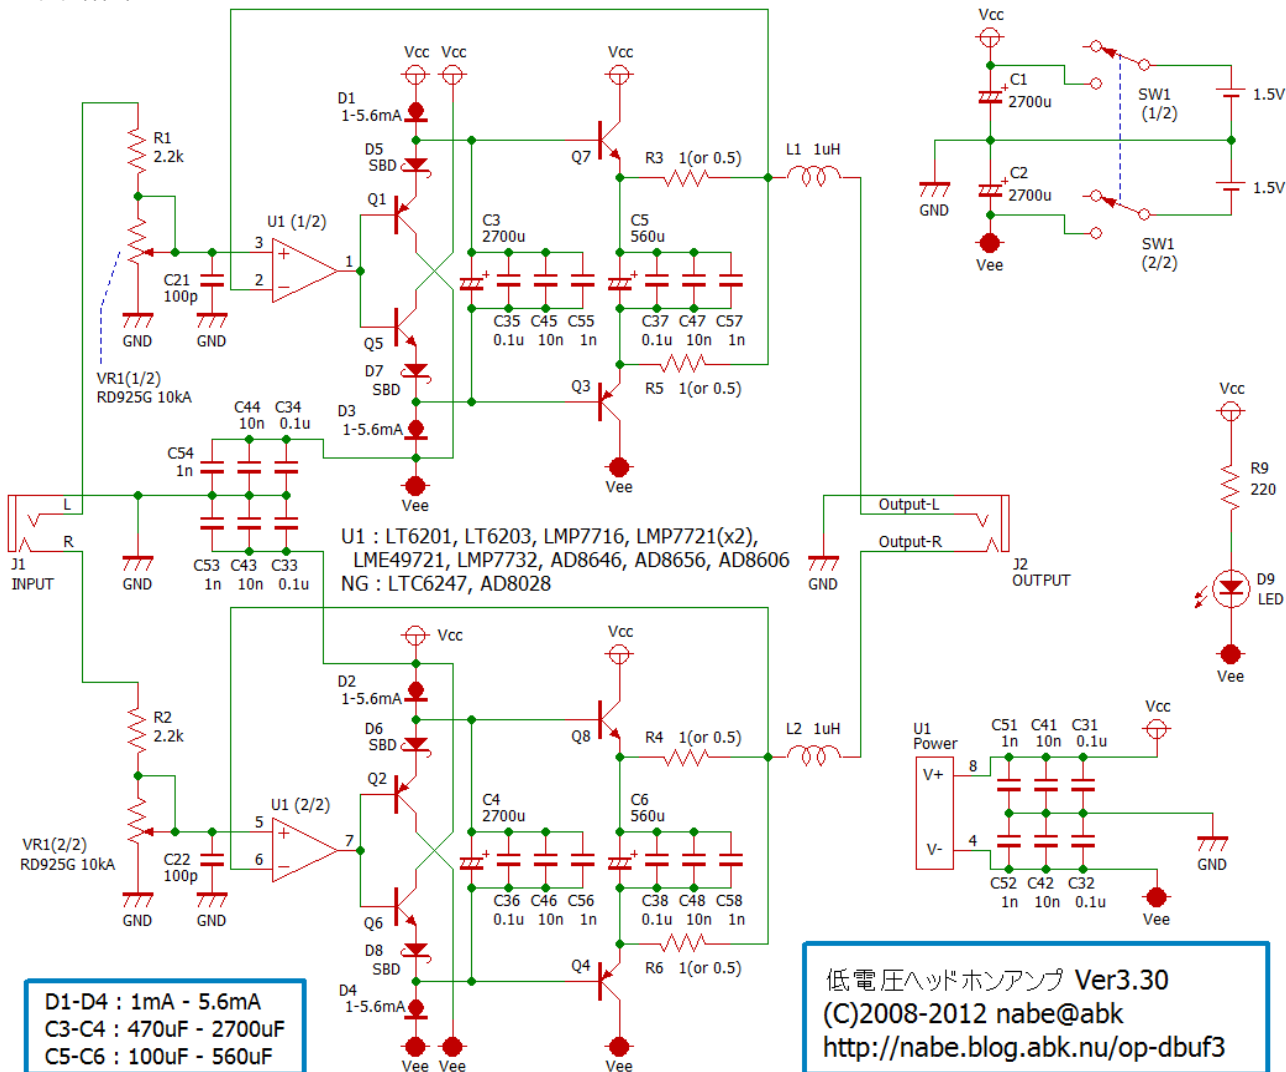 Vcc
Vcc Vcc
D1
1-5.6mA
C1
2700u
SW1
(1/2)
1.5V
R1
2.2k
D5
SBD
Q7
R3 1(or 0.5)
L1 1uH
GND
C2
2700u
1.5V
Q1
U1 (1/2)
C3
2700u
C5
560u
Vee
SW1
(2/2)
3
+
2
−
1
C21
100p
GND
GND
Q5
C35
0.1u
C45
10n
C55
1n
C37
0.1u
C47
10n
C57
1n
D7
SBD
Q3
R5 1(or 0.5)
VR1(1/2)
RD925G 10kA
D3
1-5.6mA
C44
10n
C34
0.1u
C54
1n
Vee
Vee
Vcc
R9
220
L
R
J1
INPUT
GND
C53
1n
C43
10n
C33
0.1u
U1 : LT6201, LT6203, LMP7716, LMP7721(x2),
LME49721, LMP7732, AD8646, AD8656, AD8606
NG : LTC6247, AD8028
GND
Output-L
Output-R
J2
OUTPUT
D9
LED
Vee
Vcc
Vcc
D2
1-5.6mA
R2
2.2k
D6
SBD
Q8
R4 1(or 0.5)
L2 1uH
Q2
U1 (2/2)
C4
2700u
C6
560u
U1
Power
V+
8
V-
4
C51
1n
C41
10n
C31
0.1u
Vcc
GND
C52
1n
C42
10n
C32
0.1u
Vee
5
+
6
−
7
VR1(2/2)
RD925G 10kA
C22
100p
GND
GND
Q6
C36
0.1u
C46
10n
C56
1n
C38
0.1u
C48
10n
C58
1n
D8
SBD
Q4
R6 1(or 0.5)
D4
1-5.6mA
Vee Vee
Vee
D1-D4 : 1mA - 5.6mA
C3-C4 : 470uF - 2700uF
C5-C6 : 100uF - 560uF
低電圧ヘッドホンアンプ Ver3.30
(C)2008-2012 nabe@abk
http://nabe.blog.abk.nu/op-dbuf3